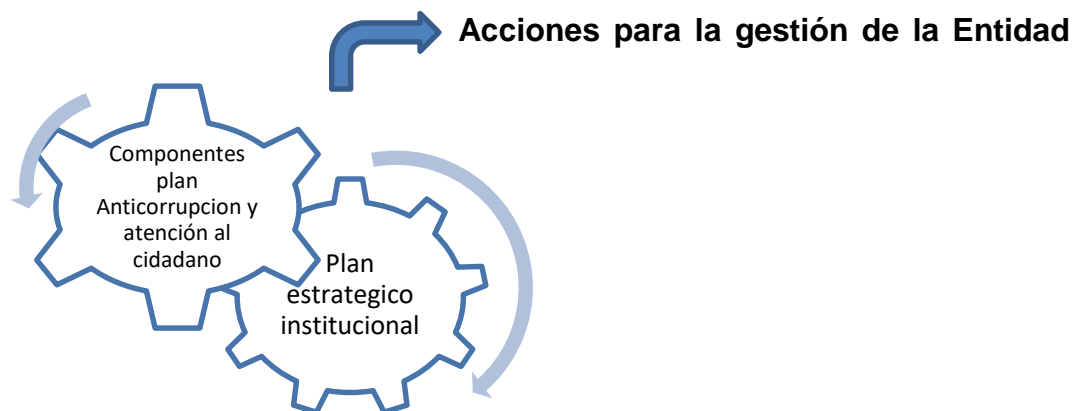 Acciones para la gestión de la Entidad
Componentes
plan
Anticorrupcion y
atención al
cidadano
Plan
estrategico
institucional